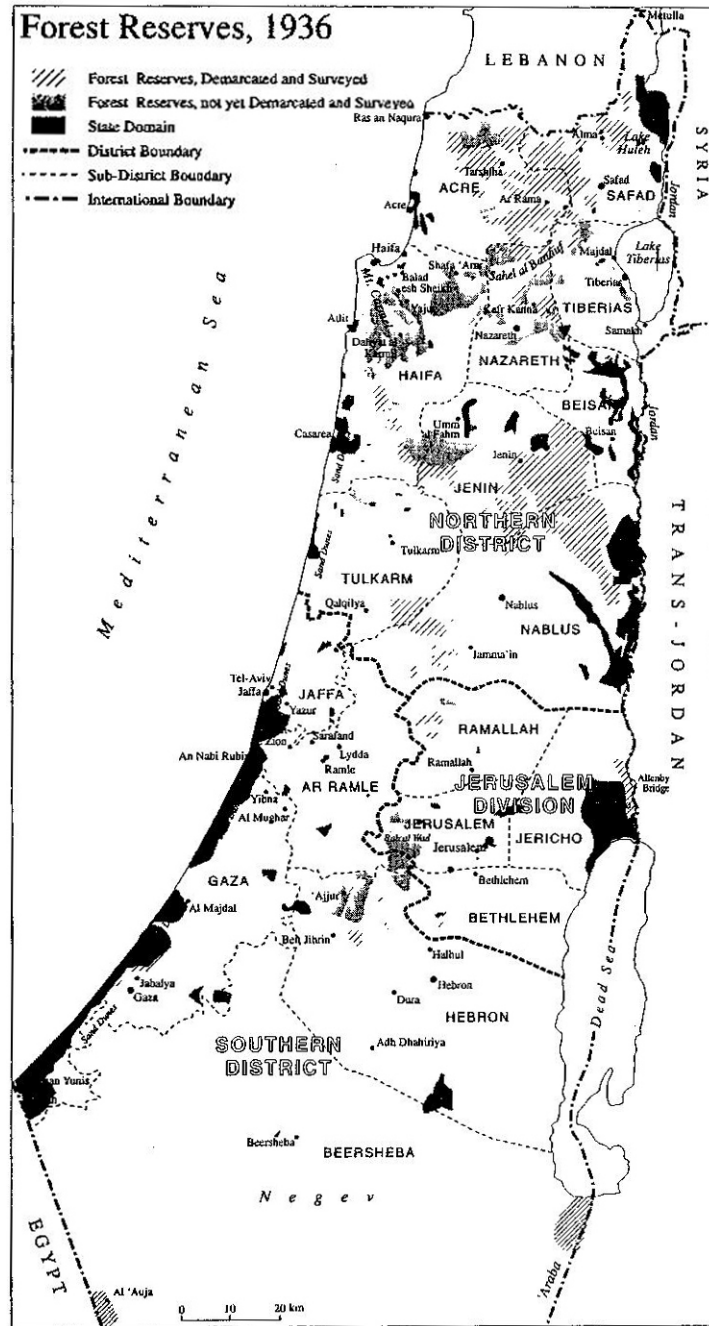 Forest Reserves, 1936
Forest Reserves, Demarcated and Surveyed
Forest Reserves, not yet Demarcated and Surveyed
State Domain
District Boundary
Sub-District Boundary
International Boundary
Metulla
LEBANON
SYRIA
Ras an Naqura
Alma
Lake Huleh
Tarshiha
Safad
ACRE
SAFAD
Ar Rama
Acre
Jordan
Haifa
Shafa 'Amr
Sahel al Battauf
Majdal
Lake Tiberias
Balad esh Sheikh
Tiberias
Mt. Carmel
Yajur
Kafr Kanna
TIBERIAS
Atlit
Nazareth
Samakh
HAIFA
NAZARETH
BEISAN
Jordan
Caesarea
Umm Fahm
Beisan
Sand Dunes
Jenin
JENIN
NORTHERN DISTRICT
TRANS-JORDAN
Mediterranean Sea
Sand Dunes
Tulkarm
TULKARM
Qalqilya
Nablus
NABLUS
Jamma'in
Tel-Aviv
Jaffa
JAFFA
Yazur
RAMALLAH
Zion
Sarafand
An Nabi Rubin
Lydda
Ramle
Ramallah
JERUSALEM DIVISION
Allenby Bridge
AR RAMLE
Yibna
Al Mughar
JERUSALEM
JERICHO
Jerusalem
GAZA
Bethlehem
Ajjur
Al Majdal
BETHLEHEM
Beit Jibrin
Halhul
Jabalya
Gaza
Hebron
Dura
HEBRON
Dead Sea
Sand Dunes
SOUTHERN DISTRICT
Adh Dhahiriya
Beersheba
BEERSHEBA
Negev
EGYPT
'Araba
Al 'Auja
0 10 20 km